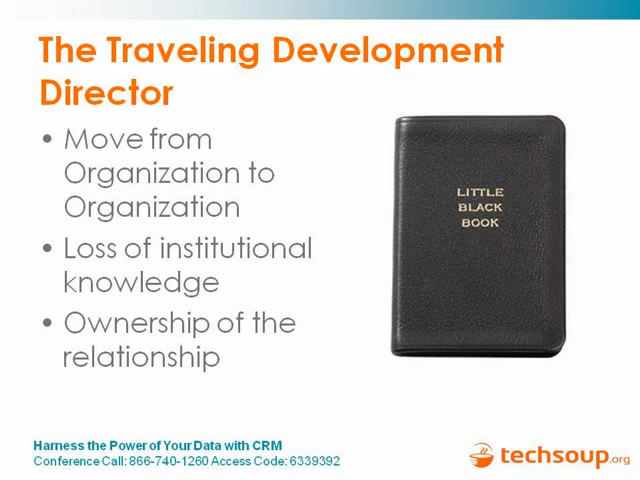 The Traveling Development
Director
• Move from
Organization to
Organization
• Loss of institutional
knowledge
• Ownership of the
relationship
LITTLE
BLACK
BOOK
Harness the Power of Your Data with CRM
Conference Call: 866-740-1260 Access Code: 6339392
techsoup.org